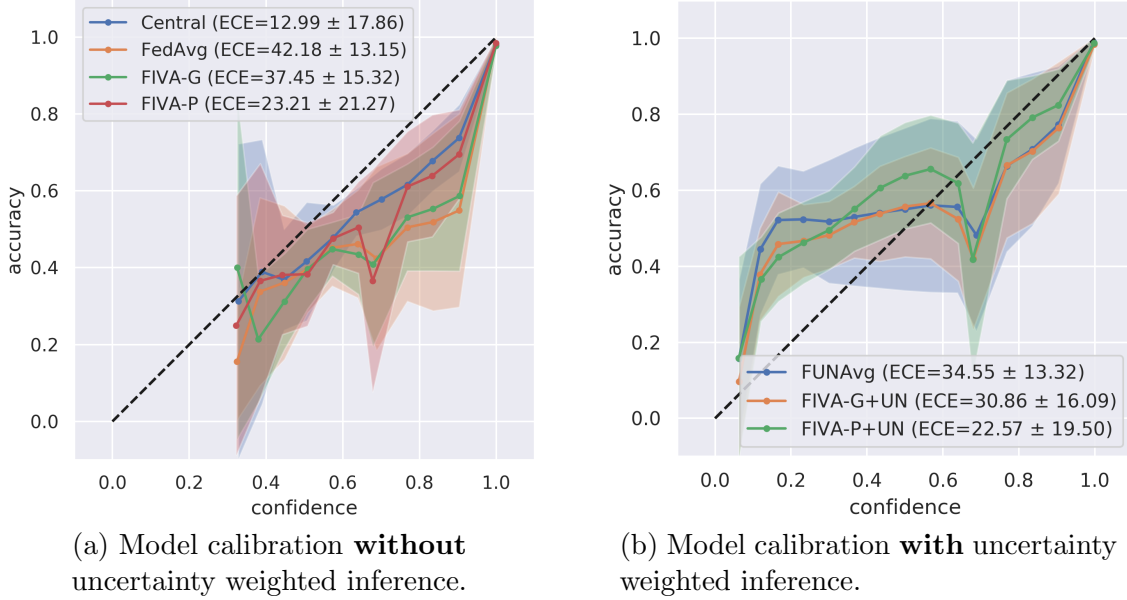 Central (ECE=12.99 ± 17.86)
FedAvg (ECE=42.18 ± 13.15)
FIVA-G (ECE=37.45 ± 15.32)
FIVA-P (ECE=23.21 ± 21.27)
1.0
0.8
0.6
0.4
0.2
0.0
accuracy
0.0 0.2 0.4 0.6 0.8 1.0
confidence
(a) Model calibration without
uncertainty weighted inference.
1.0
0.8
0.6
0.4
0.2
0.0
accuracy
FUNAvg (ECE=34.55 ± 13.32)
FIVA-G+UN (ECE=30.86 ± 16.09)
FIVA-P+UN (ECE=22.57 ± 19.50)
0.0 0.2 0.4 0.6 0.8 1.0
confidence
(b) Model calibration with uncertainty
weighted inference.